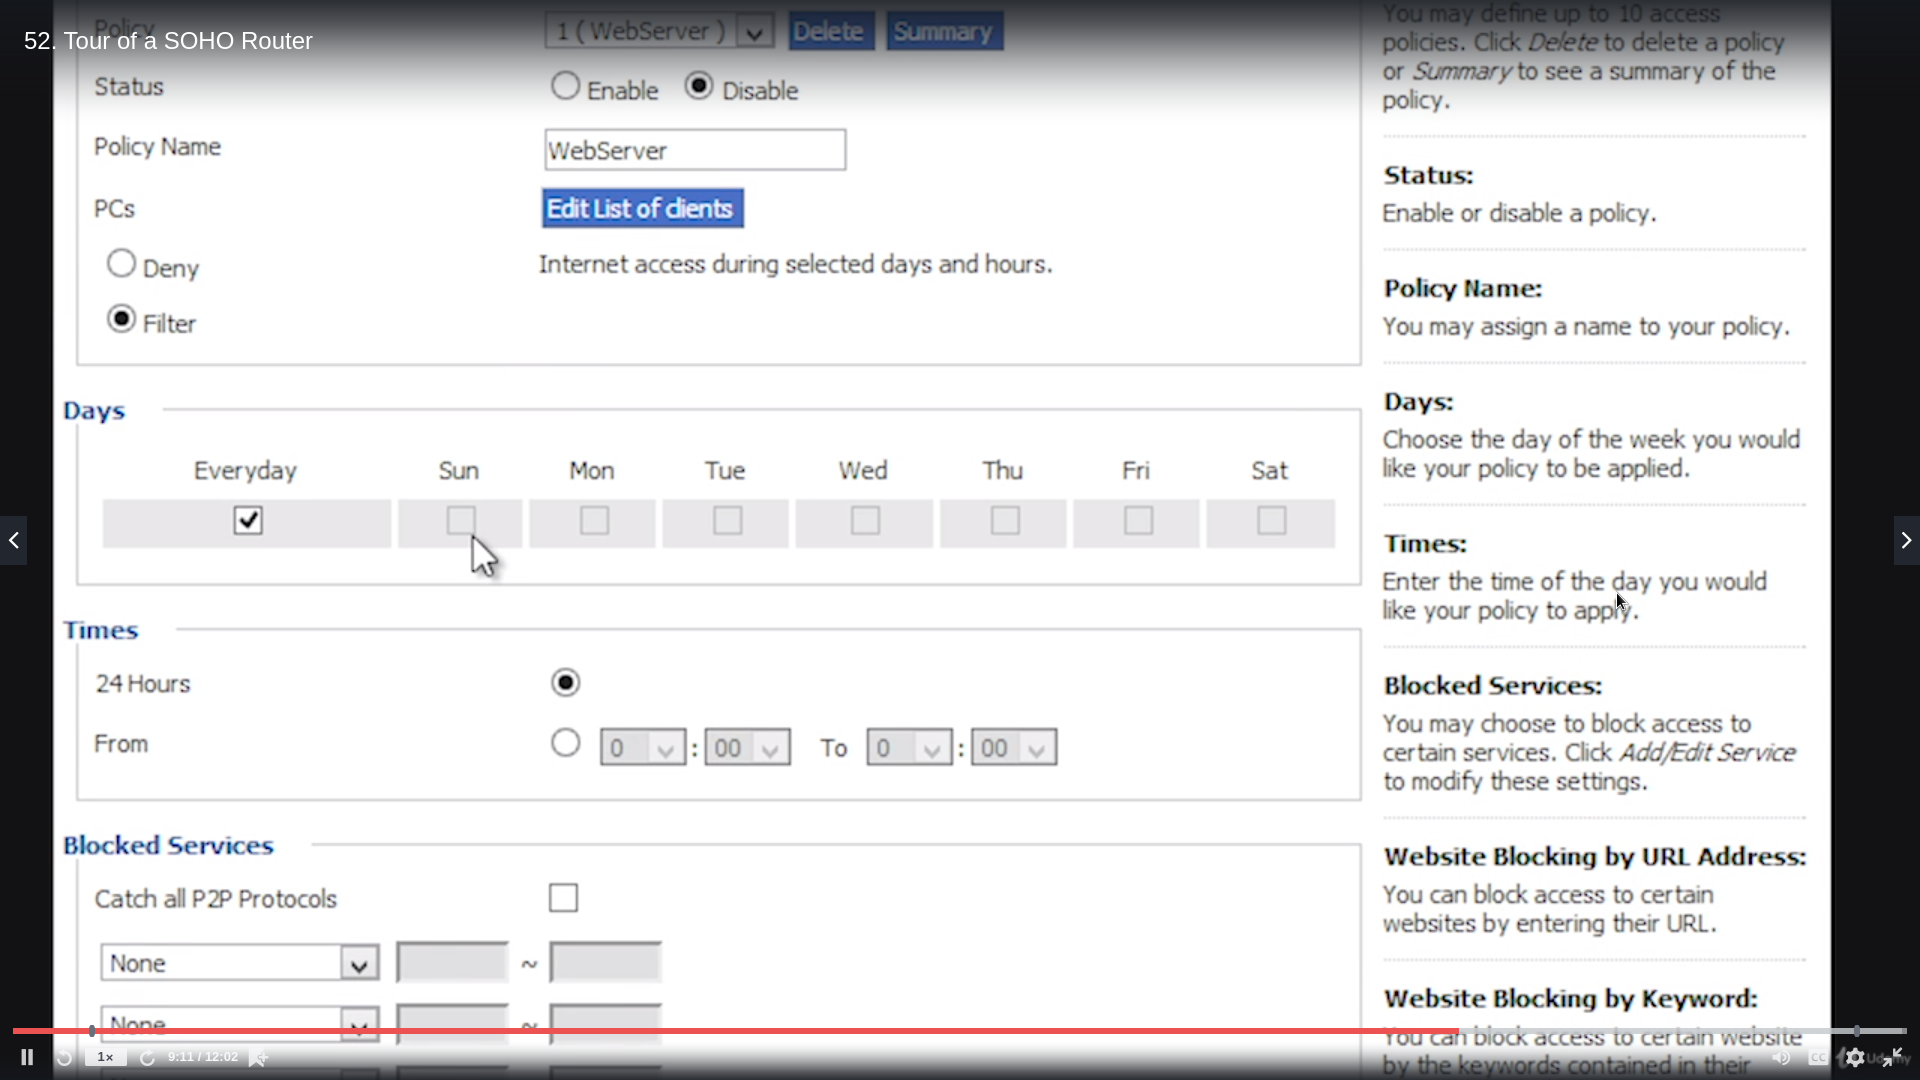 52. Tour of a SOHO Router
Policy 1 ( WebServer ) Delete Summary
Status Enable Disable
Policy Name WebServer
PCs Edit List of clients
Deny Internet access during selected days and hours.
Filter
Days
Everyday Sun Mon Tue Wed Thu Fri Sat
Times
24 Hours
From 0 : 00 To 0 : 00
Blocked Services
Catch all P2P Protocols
None ~
None ~
You may define up to 10 access
policies. Click Delete to delete a policy
or Summary to see a summary of the
policy.
Status:
Enable or disable a policy.
Policy Name:
You may assign a name to your policy.
Days:
Choose the day of the week you would
like your policy to be applied.
Times:
Enter the time of the day you would
like your policy to apply.
Blocked Services:
You may choose to block access to
certain services. Click Add/Edit Service
to modify these settings.
Website Blocking by URL Address:
You can block access to certain
websites by entering their URL.
Website Blocking by Keyword:
You can block access to certain website
by the keywords contained in their
1x 9:11 / 12:02 CC Udemy